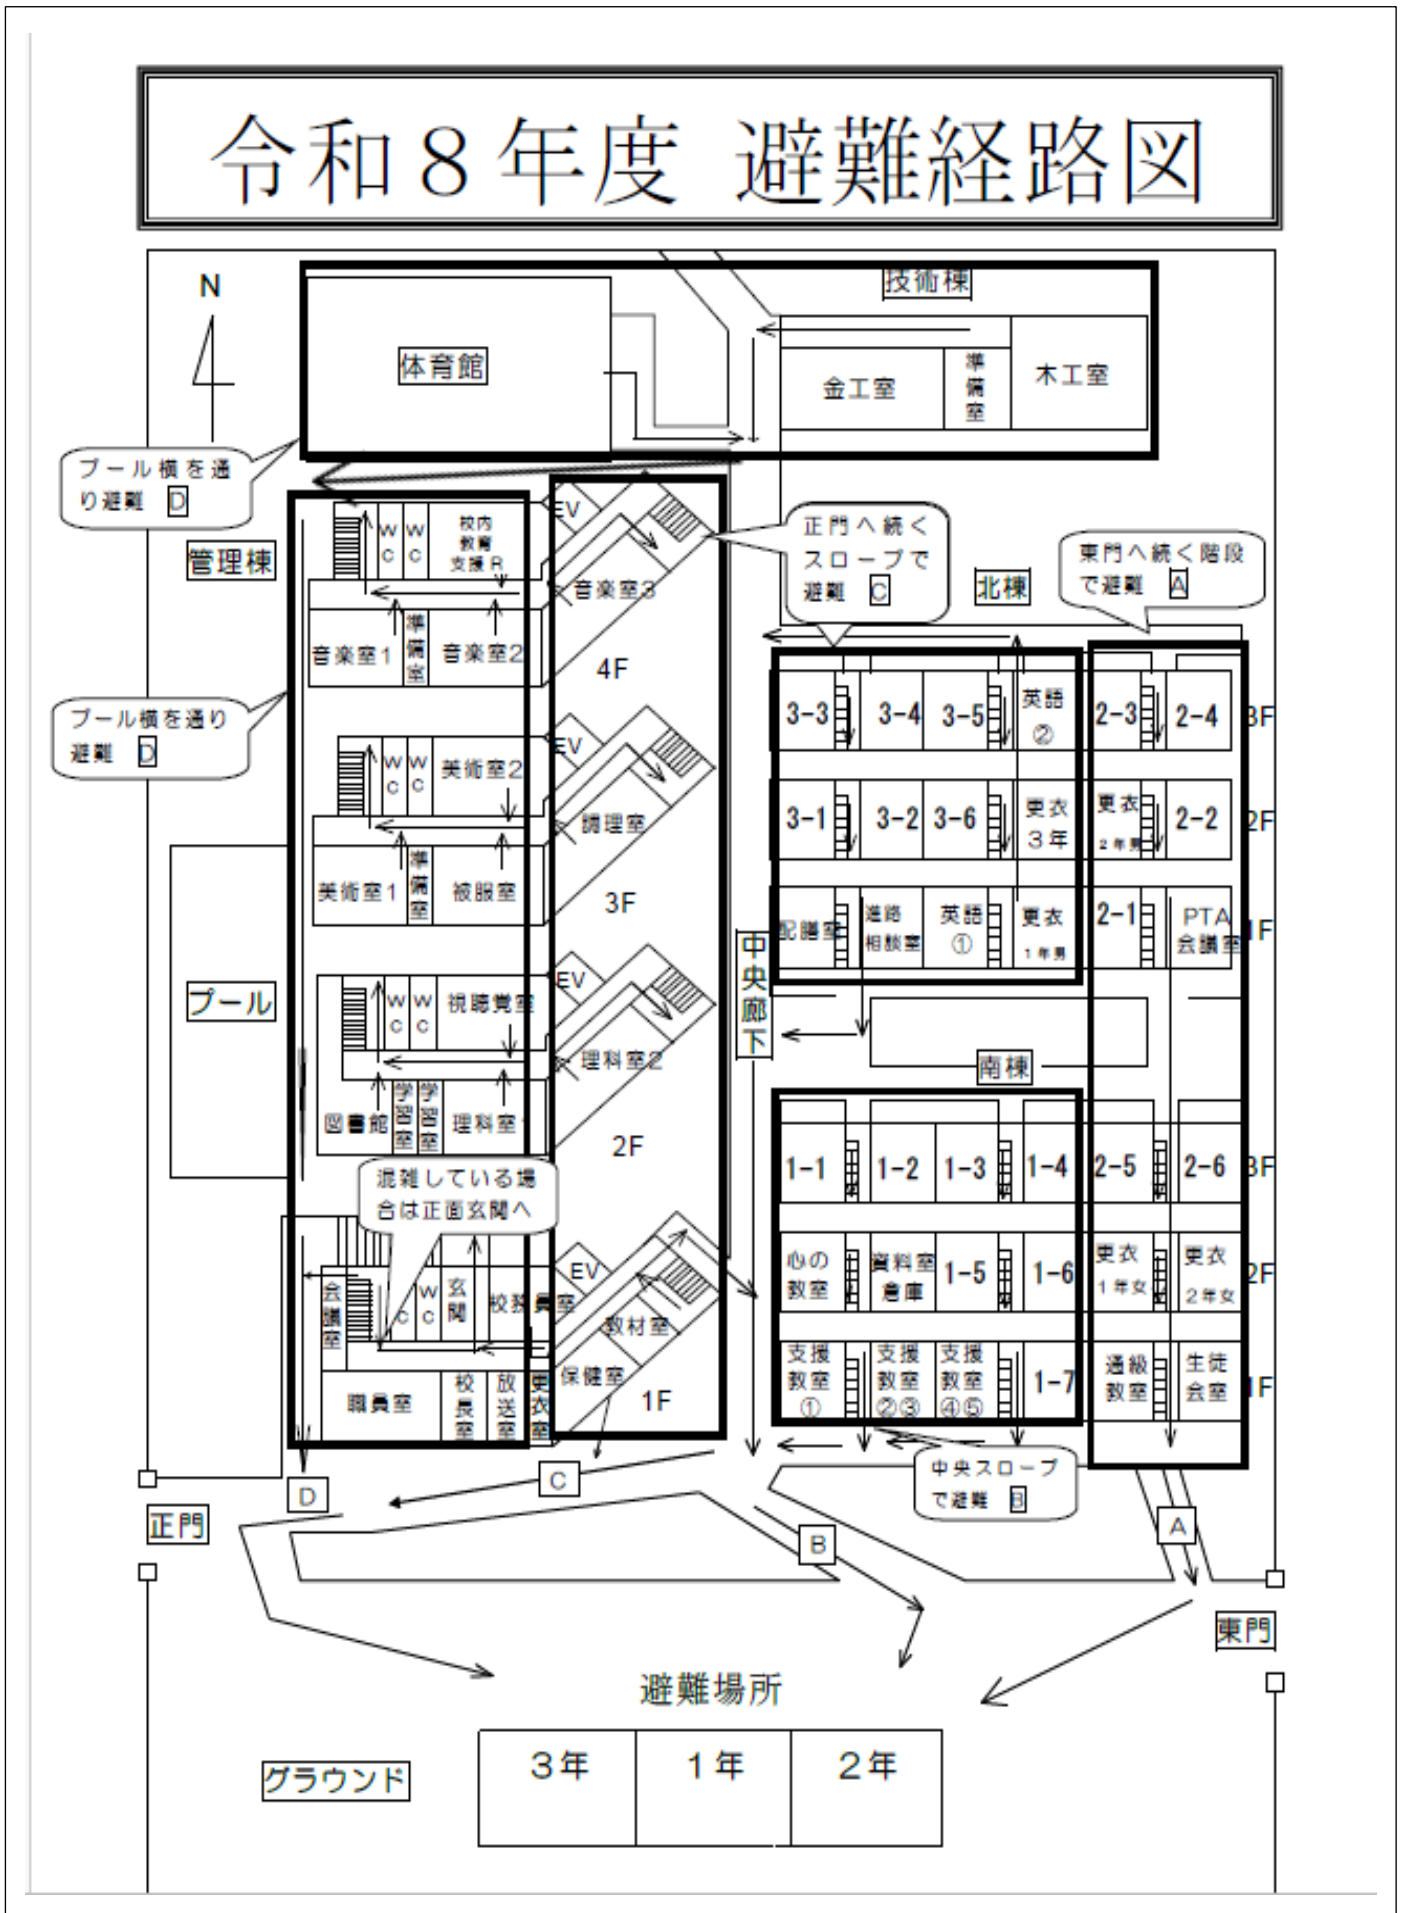 令和８年度 避難経路図
N
技術棟
体育館
金工室
準備室
木工室
プール横を通
り避難 D
管理棟
WC
WC
校内
教育
支援R
EV
音楽室3
音楽室1
準備室
音楽室2
4F
正門へ続く
スロープで
避難 C
北棟
東門へ続く階段
で避難 A
プール横を通り
避難 D
WC
WC
美術室2
EV
調理室
美術室1
準備室
被服室
3F
3-3
3-4
3-5
英語
②
2-3
2-4
3F
3-1
3-2
3-6
更衣
3年
更衣
2年男
2-2
2F
配膳室
進路
相談室
英語
①
更衣
1年男
2-1
PTA
会議室
1F
プール
WC
WC
視聴覚室
EV
理科室2
図書館
学習室
学習室
理科室1
2F
中央廊下
南棟
混雑している場
合は正面玄関へ
1-1
1-2
1-3
1-4
2-5
2-6
3F
心の
教室
資料室
倉庫
1-5
1-6
更衣
1年女
更衣
2年女
2F
支援
教室
①
支援
教室
②③
支援
教室
④⑤
1-7
通級
教室
生徒
会室
1F
会議室
C
WC
玄関
校務員室
EV
教材室
保健室
職員室
校長室
放送室
更衣室
1F
中央スロープ
で避難 B
D
C
B
A
正門
東門
避難場所
グラウンド
3年
1年
2年